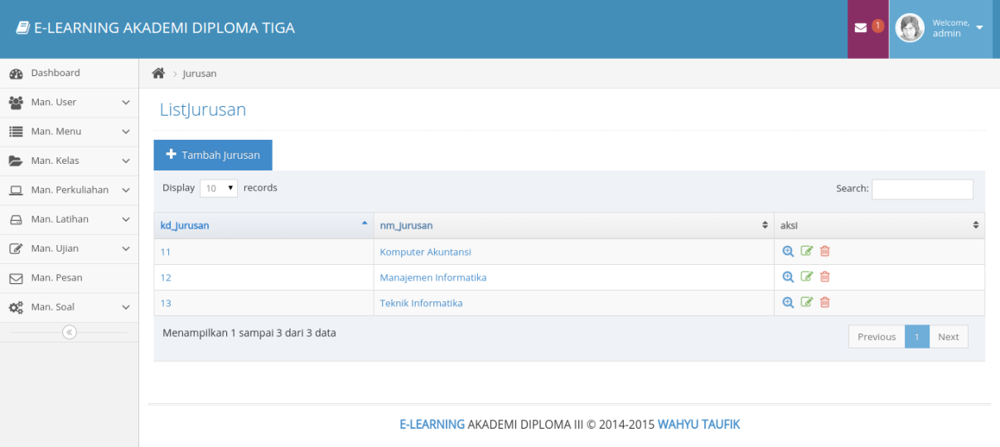 E-LEARNING AKADEMI DIPLOMA TIGA
1
Welcome,
admin
Dashboard
Man. User
Man. Menu
Man. Kelas
Man. Perkuliahan
Man. Latihan
Man. Ujian
Man. Pesan
Man. Soal
Jurusan
ListJurusan
Tambah Jurusan
Display 10 records
Search:
kd_Jurusan nm_Jurusan aksi
11 Komputer Akuntansi
12 Manajemen Informatika
13 Teknik Informatika
Menampilkan 1 sampai 3 dari 3 data
Previous 1 Next
E-LEARNING AKADEMI DIPLOMA III © 2014-2015 WAHYU TAUFIK